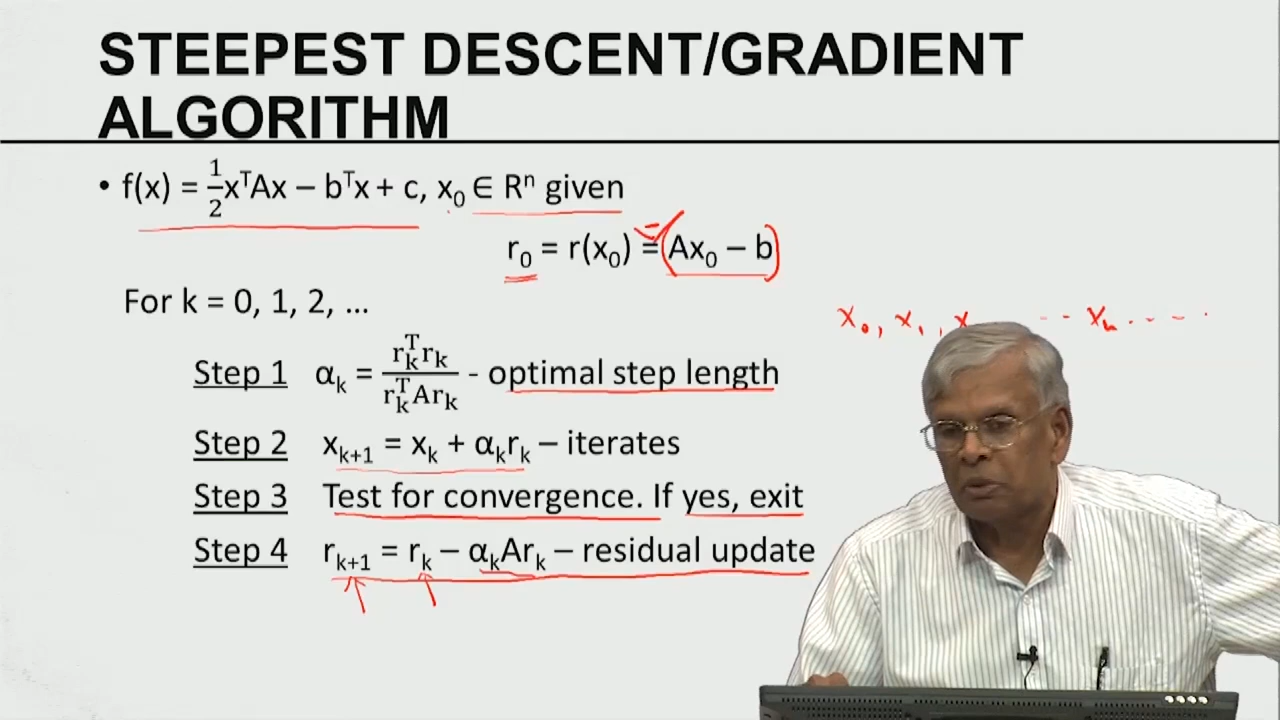 STEEPEST DESCENT/GRADIENT
ALGORITHM
• f(x) = ½xᵀAx – bᵀx + c, x₀ ∈ Rⁿ given
r₀ = r(x₀) = -(Ax₀ – b)
For k = 0, 1, 2, ...
x₀, x₁, x - - xₖ - - - -
Step 1 αₖ = rₖᵀrₖ / rₖᵀArₖ - optimal step length
Step 2 xₖ₊₁ = xₖ + αₖrₖ – iterates
Step 3 Test for convergence. If yes, exit
Step 4 rₖ₊₁ = rₖ – αₖArₖ – residual update